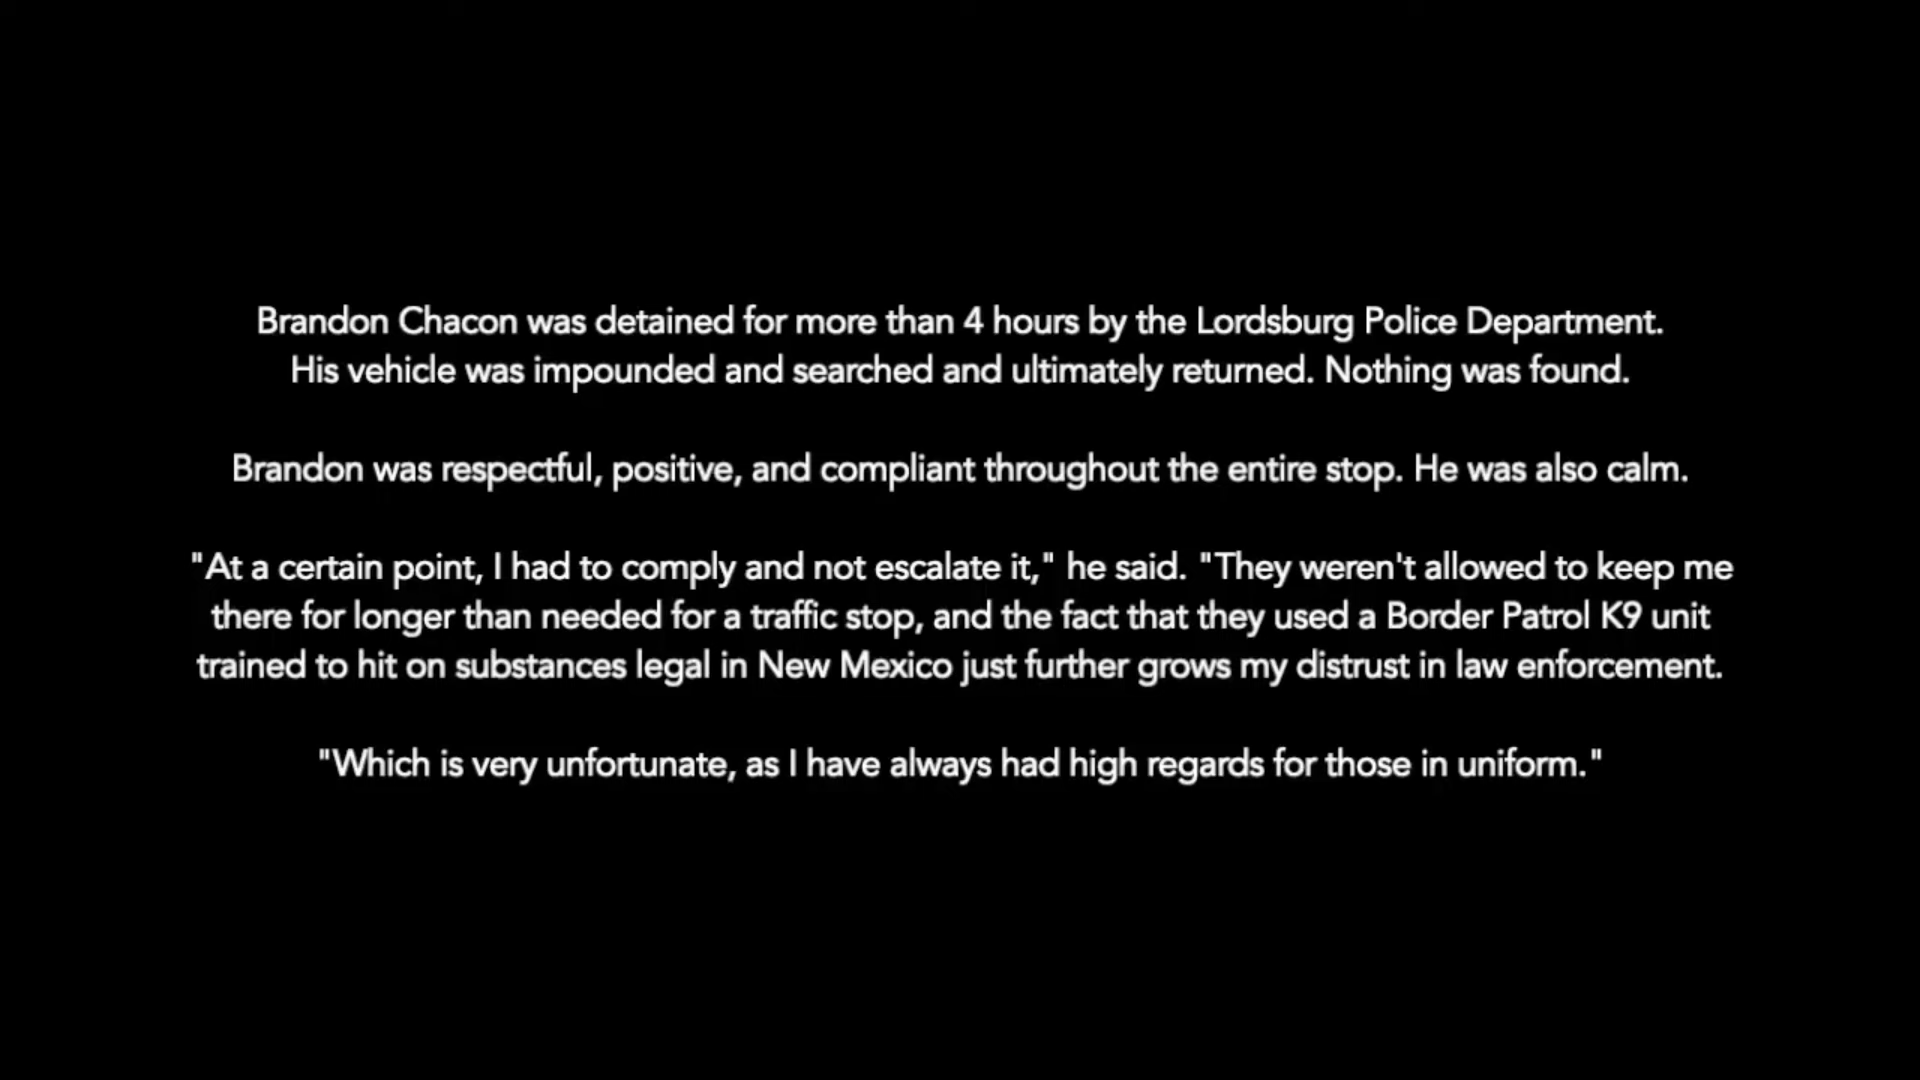 Brandon Chacon was detained for more than 4 hours by the Lordsburg Police Department.
His vehicle was impounded and searched and ultimately returned. Nothing was found.
Brandon was respectful, positive, and compliant throughout the entire stop. He was also calm.
"At a certain point, I had to comply and not escalate it," he said. "They weren't allowed to keep me
there for longer than needed for a traffic stop, and the fact that they used a Border Patrol K9 unit
trained to hit on substances legal in New Mexico just further grows my distrust in law enforcement.
"Which is very unfortunate, as I have always had high regards for those in uniform."